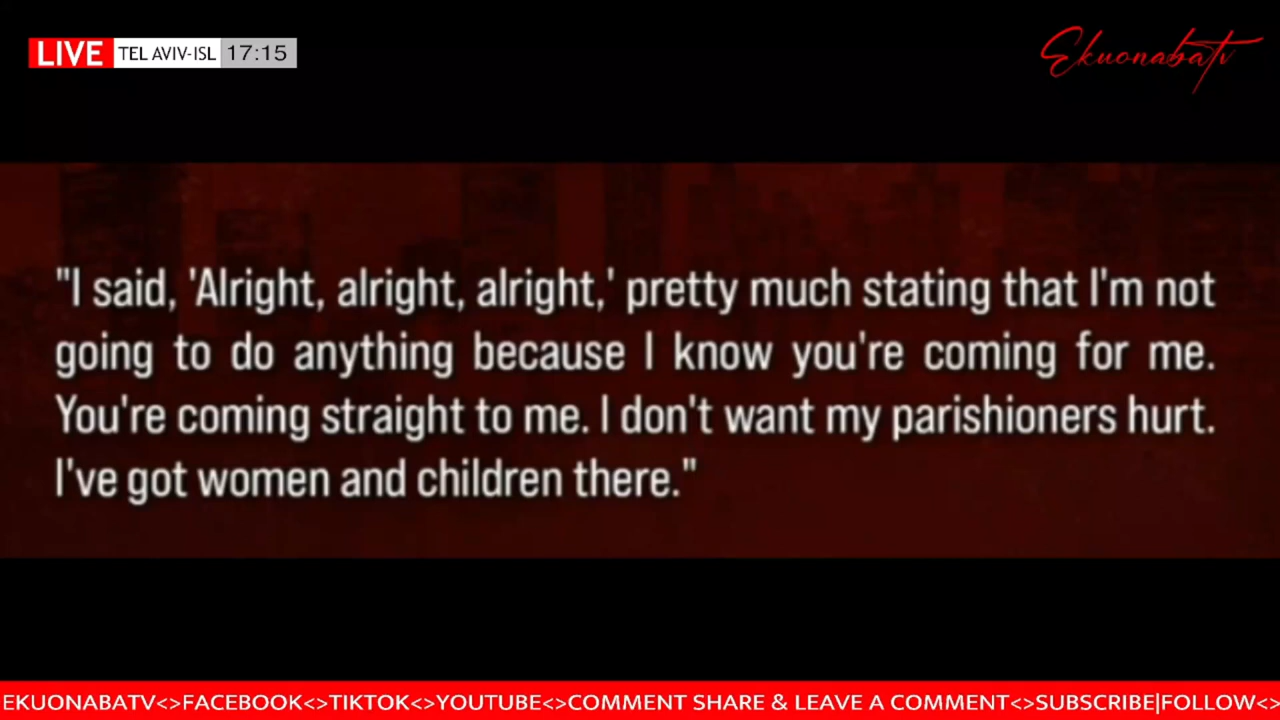 LIVE TEL AVIV-ISL 17:15
Ekuonabatv
"I said, 'Alright, alright, alright,' pretty much stating that I'm not
going to do anything because I know you're coming for me.
You're coming straight to me. I don't want my parishioners hurt.
I've got women and children there."
EKUONABATV<>FACEBOOK<>TIKTOK<>YOUTUBE<>COMMENT SHARE & LEAVE A COMMENT<>SUBSCRIBE|FOLLOW<>